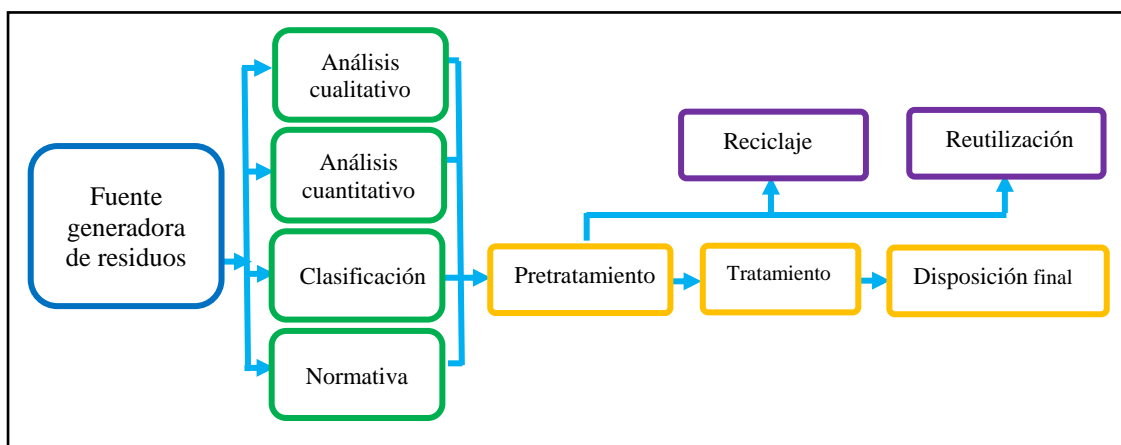 Fuente
generadora
de residuos
Análisis
cualitativo
Análisis
cuantitativo
Clasificación
Normativa
Pretratamiento
Reciclaje
Reutilización
Tratamiento
Disposición final